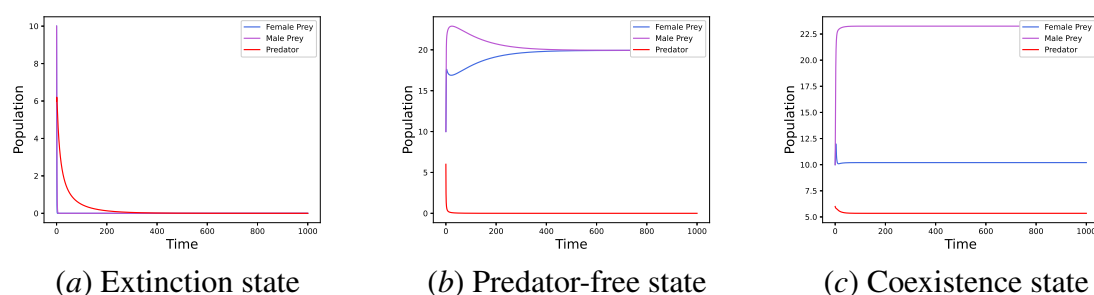 10
8
6
4
2
0
Population
0 200 400 600 800 1000
Time
Female Prey
Male Prey
Predator
(a) Extinction state
20
15
10
5
0
Population
0 200 400 600 800 1000
Time
Female Prey
Male Prey
Predator
(b) Predator-free state
22.5
20.0
17.5
15.0
12.5
10.0
7.5
5.0
Population
0 200 400 600 800 1000
Time
Female Prey
Male Prey
Predator
(c) Coexistence state